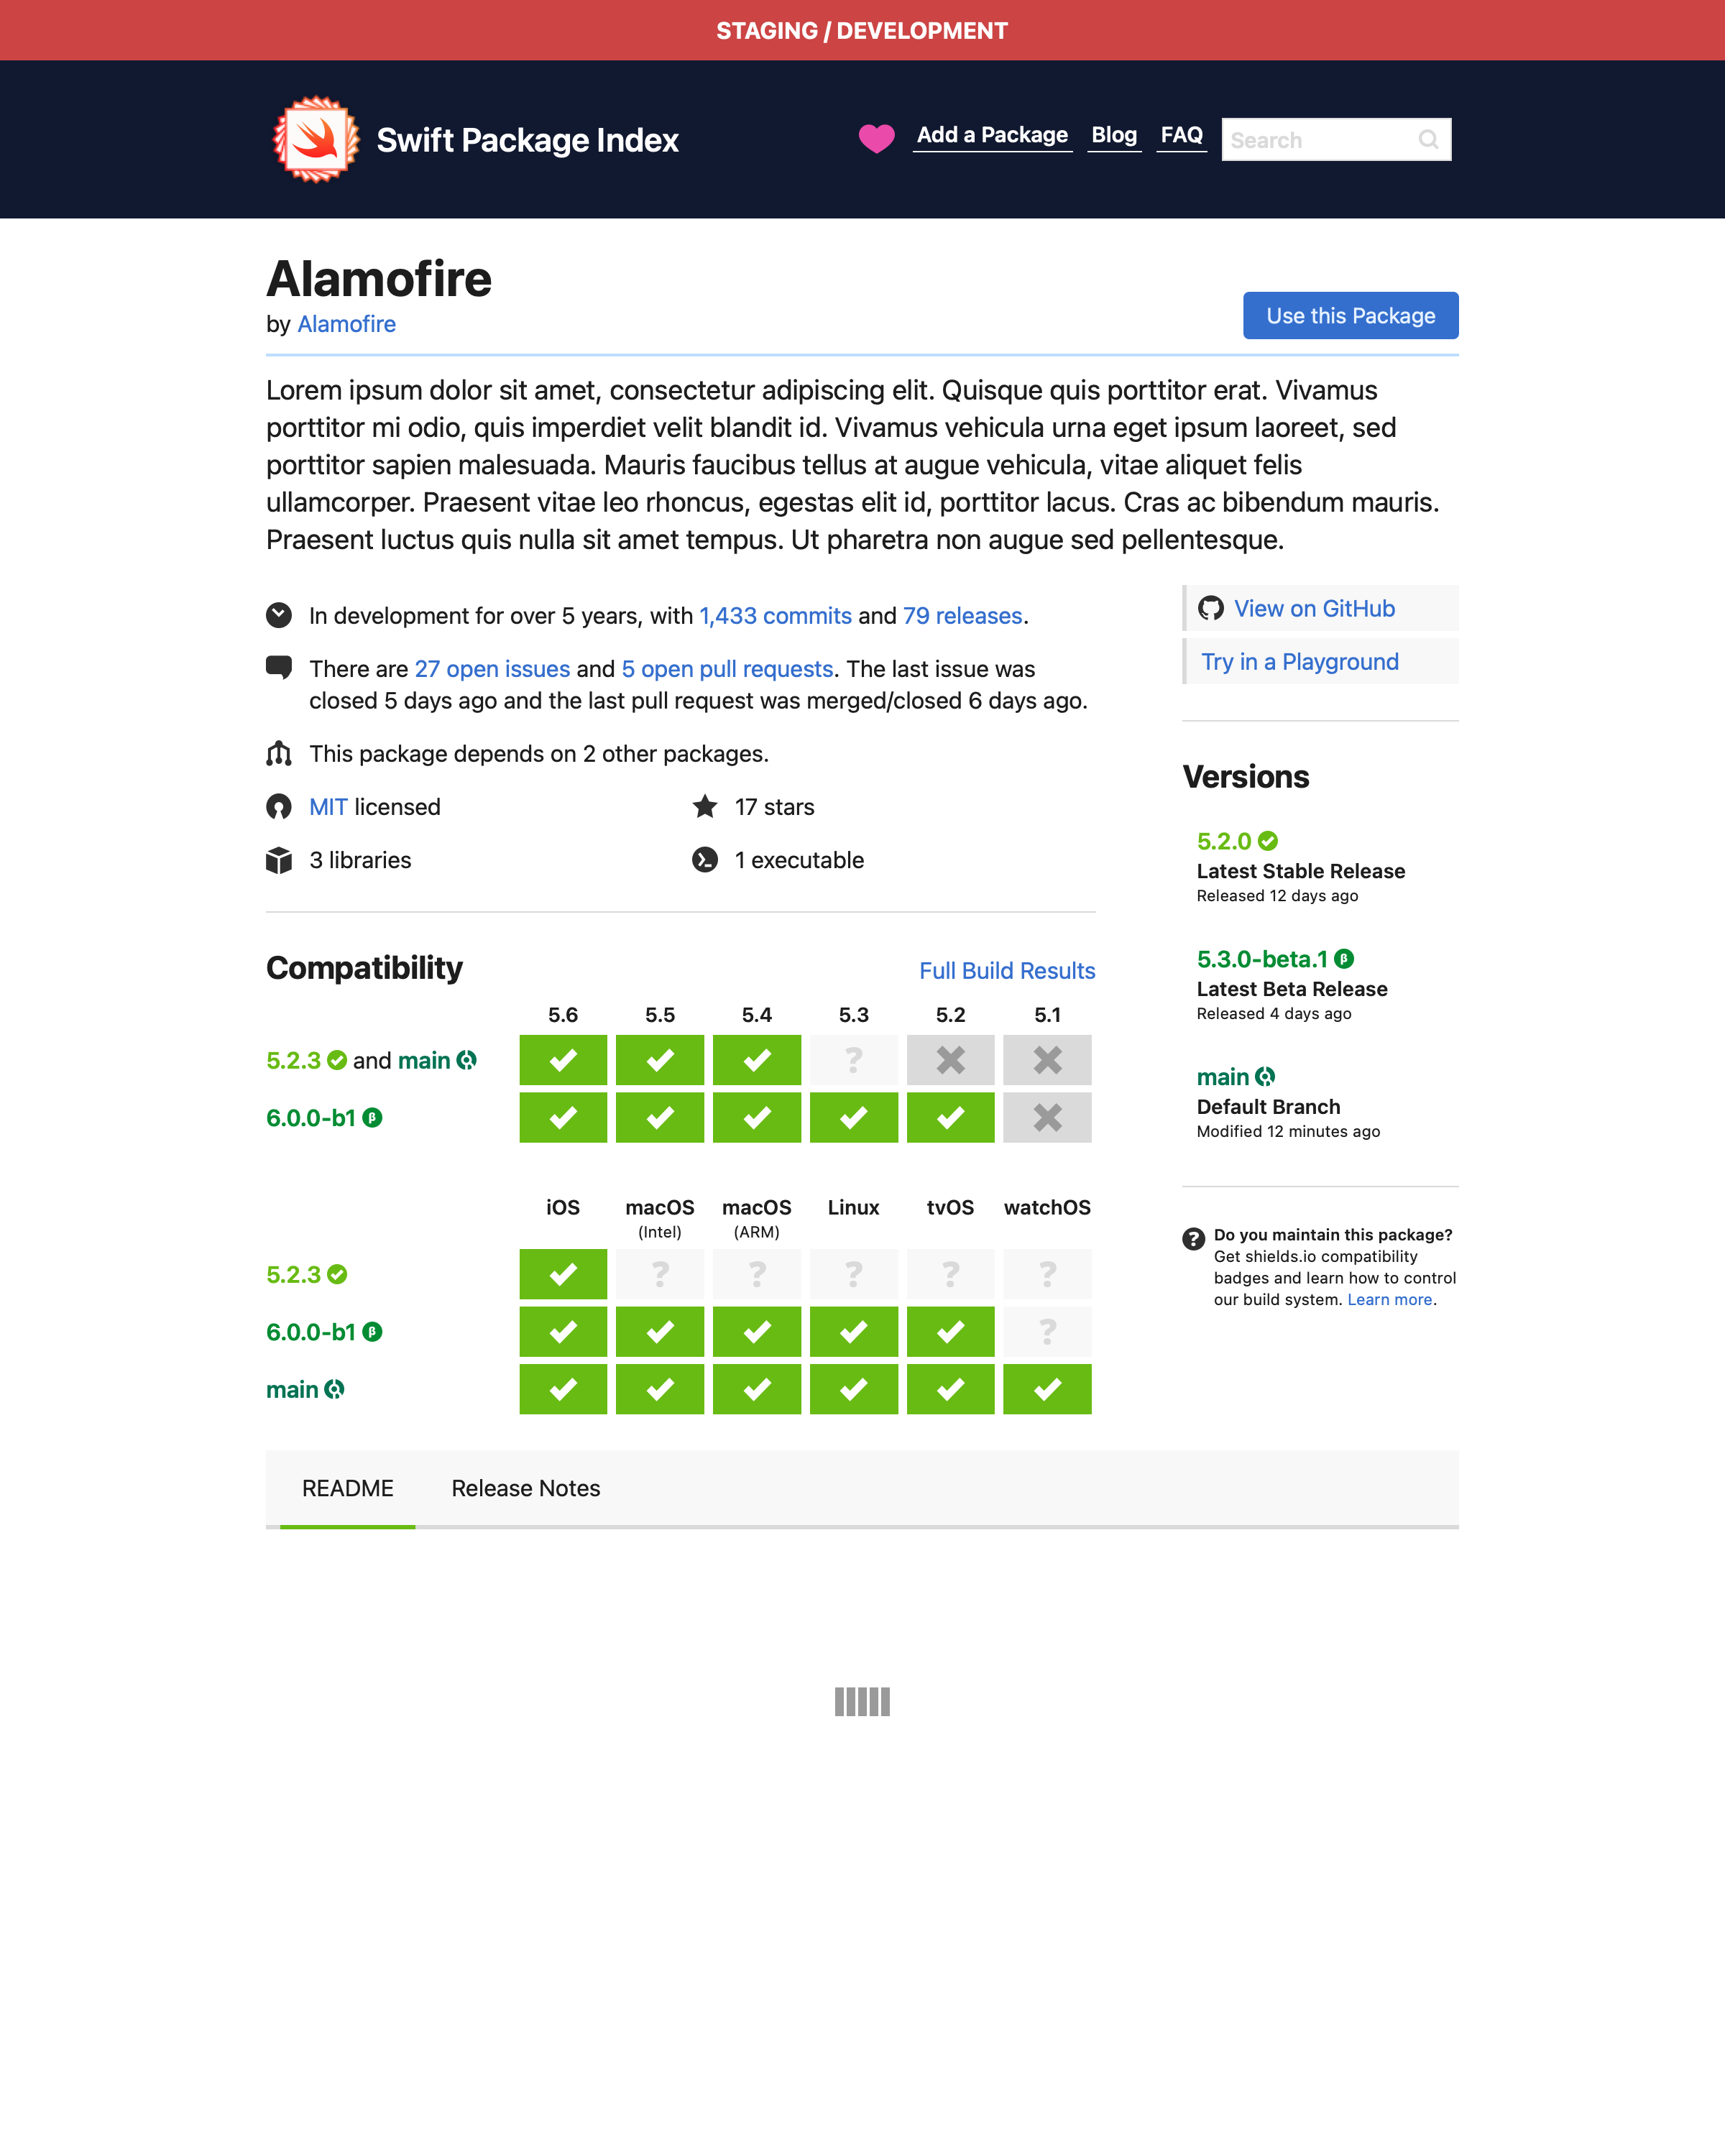 STAGING / DEVELOPMENT
Swift Package Index
Add a Package
Blog
FAQ
Search
Alamofire
by Alamofire
Use this Package
Lorem ipsum dolor sit amet, consectetur adipiscing elit. Quisque quis porttitor erat. Vivamus
porttitor mi odio, quis imperdiet velit blandit id. Vivamus vehicula urna eget ipsum laoreet, sed
porttitor sapien malesuada. Mauris faucibus tellus at augue vehicula, vitae aliquet felis
ullamcorper. Praesent vitae leo rhoncus, egestas elit id, porttitor lacus. Cras ac bibendum mauris.
Praesent luctus quis nulla sit amet tempus. Ut pharetra non augue sed pellentesque.
In development for over 5 years, with 1,433 commits and 79 releases.
There are 27 open issues and 5 open pull requests. The last issue was
closed 5 days ago and the last pull request was merged/closed 6 days ago.
This package depends on 2 other packages.
MIT licensed
17 stars
3 libraries
1 executable
Compatibility
Full Build Results
5.6 5.5 5.4 5.3 5.2 5.1
5.2.3 and main
?
6.0.0-b1 β
iOS macOS macOS Linux tvOS watchOS
(Intel) (ARM)
5.2.3
? ? ? ? ?
6.0.0-b1 β
?
main
View on GitHub
Try in a Playground
Versions
5.2.0
Latest Stable Release
Released 12 days ago
5.3.0-beta.1 β
Latest Beta Release
Released 4 days ago
main
Default Branch
Modified 12 minutes ago
? Do you maintain this package?
Get shields.io compatibility
badges and learn how to control
our build system. Learn more.
README
Release Notes